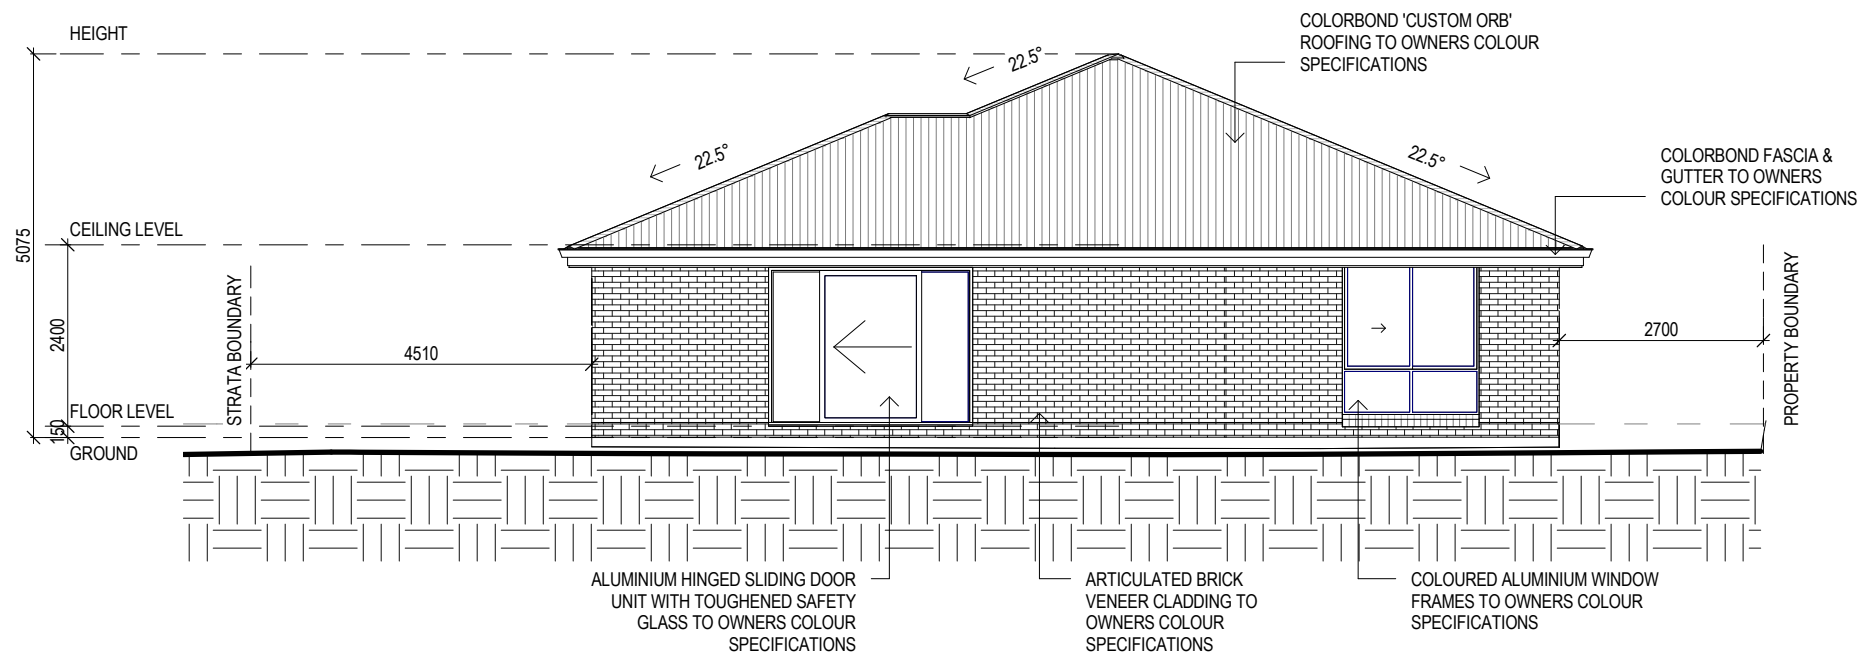 HEIGHT
COLORBOND 'CUSTOM ORB'
ROOFING TO OWNERS COLOUR
SPECIFICATIONS
22.5°
22.5°
22.5°
COLORBOND FASCIA &
GUTTER TO OWNERS
COLOUR SPECIFICATIONS
CEILING LEVEL
5075
2400
STRATA BOUNDARY
4510
2700
PROPERTY BOUNDARY
FLOOR LEVEL
150
GROUND
ALUMINIUM HINGED SLIDING DOOR
UNIT WITH TOUGHENED SAFETY
GLASS TO OWNERS COLOUR
SPECIFICATIONS
ARTICULATED BRICK
VENEER CLADDING TO
OWNERS COLOUR
SPECIFICATIONS
COLOURED ALUMINIUM WINDOW
FRAMES TO OWNERS COLOUR
SPECIFICATIONS